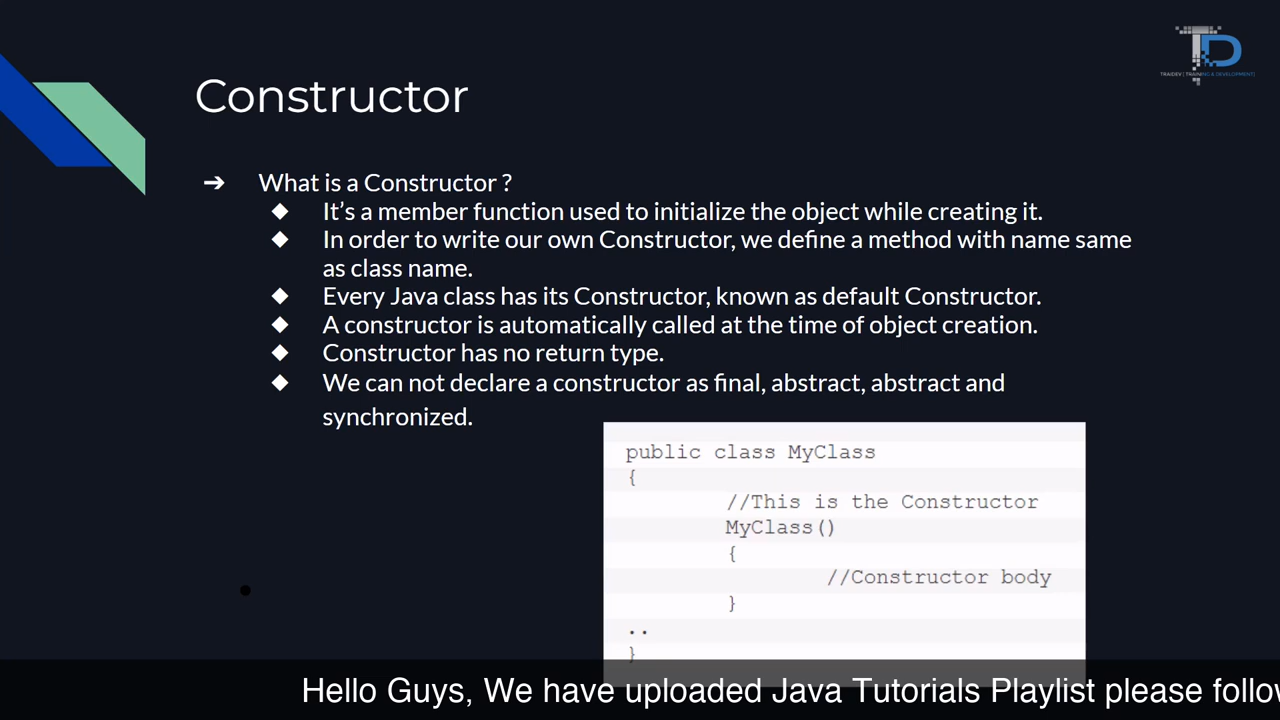 TRAIDEV [ TRAINING & DEVELOPMENT]
Constructor
➔ What is a Constructor ?
◆ It’s a member function used to initialize the object while creating it.
◆ In order to write our own Constructor, we define a method with name same
as class name.
◆ Every Java class has its Constructor, known as default Constructor.
◆ A constructor is automatically called at the time of object creation.
◆ Constructor has no return type.
◆ We can not declare a constructor as final, abstract, abstract and
synchronized.
public class MyClass
{
//This is the Constructor
MyClass()
{
//Constructor body
}
..
}
Hello Guys, We have uploaded Java Tutorials Playlist please follow